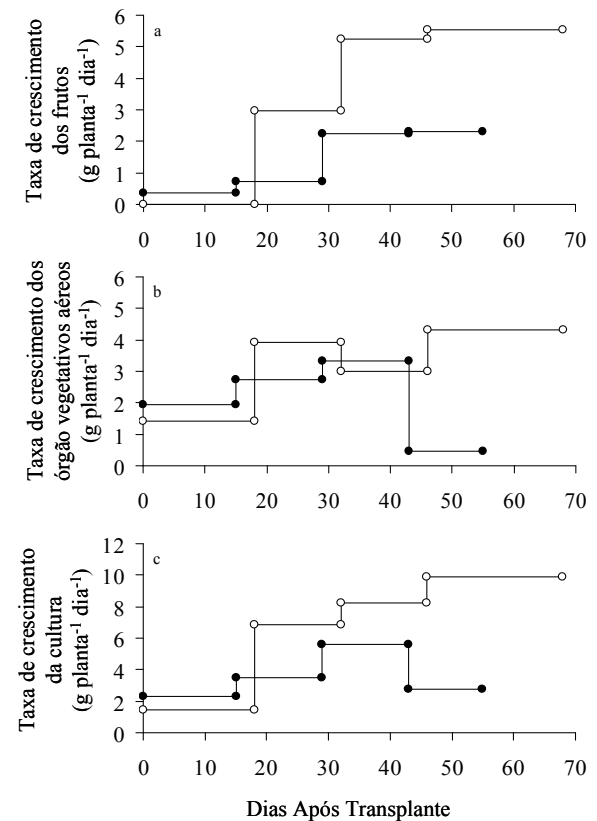 Taxa de crescimento
dos frutos
(g planta-1 dia-1)
6
5
4
3
2
1
0
a
0 10 20 30 40 50 60 70
Taxa de crescimento dos
órgão vegetativos aéreos
(g planta-1 dia-1)
6
5
4
3
2
1
0
b
0 10 20 30 40 50 60 70
Taxa de crescimento
da cultura
(g planta-1 dia-1)
12
10
8
6
4
2
0
c
0 10 20 30 40 50 60 70
Dias Após Transplante